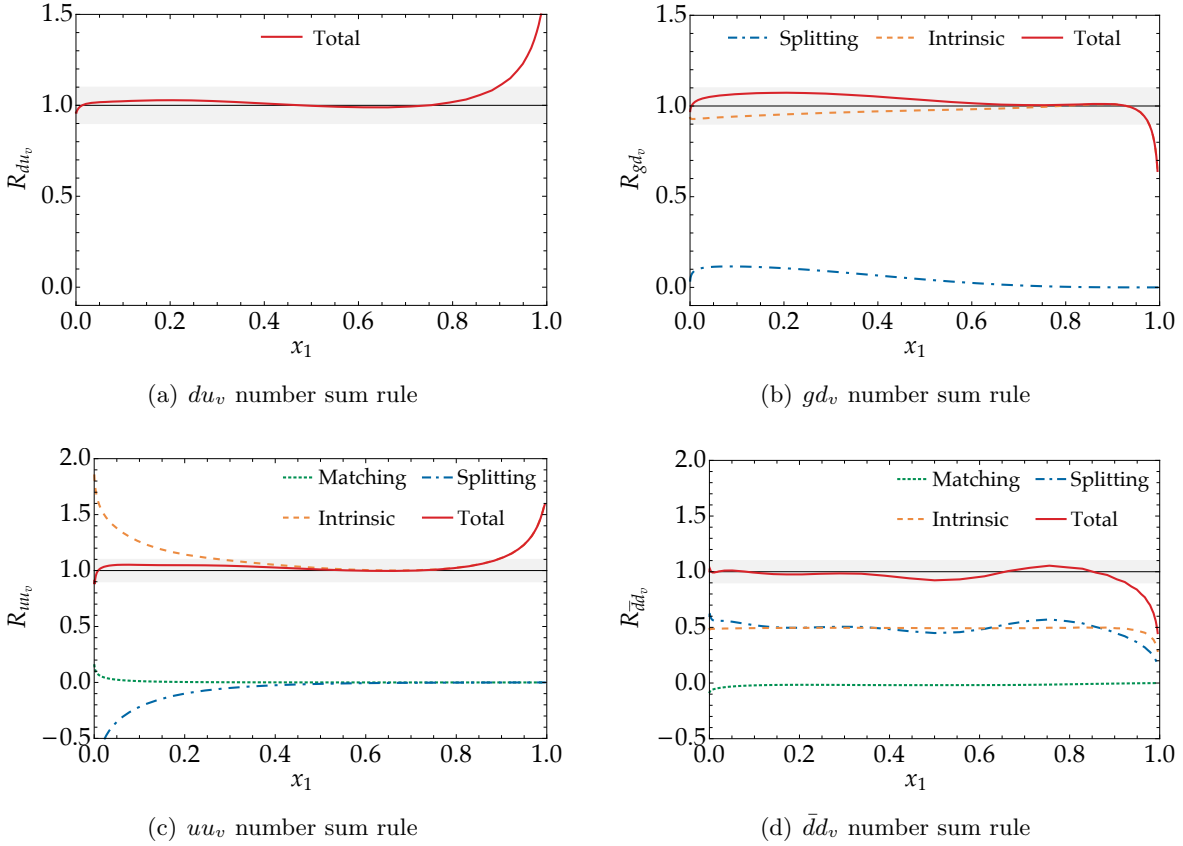 1.5
1.0
0.5
0.0
R_{du_v}
Total
0.0 0.2 0.4 0.6 0.8 1.0
x_1
(a) du_v number sum rule
1.5
1.0
0.5
0.0
R_{gd_v}
Splitting Intrinsic Total
0.0 0.2 0.4 0.6 0.8 1.0
x_1
(b) gd_v number sum rule
2.0
1.5
1.0
0.5
0.0
−0.5
R_{uu_v}
Matching Splitting
Intrinsic Total
0.0 0.2 0.4 0.6 0.8 1.0
x_1
(c) uu_v number sum rule
2.0
1.5
1.0
0.5
0.0
−0.5
R_{d̄d_v}
Matching Splitting
Intrinsic Total
0.0 0.2 0.4 0.6 0.8 1.0
x_1
(d) d̄d_v number sum rule